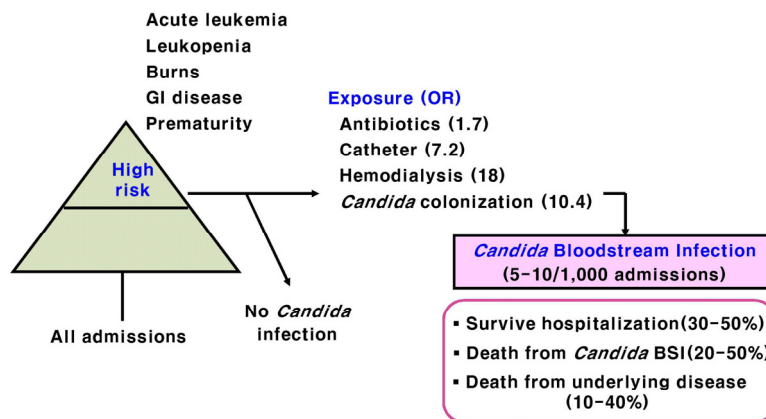 Acute leukemia
Leukopenia
Burns
GI disease
Prematurity
High
risk
All admissions
No Candida
infection
Exposure (OR)
Antibiotics (1.7)
Catheter (7.2)
Hemodialysis (18)
Candida colonization (10.4)
Candida Bloodstream Infection
(5-10/1,000 admissions)
▪ Survive hospitalization(30-50%)
▪ Death from Candida BSI(20-50%)
▪ Death from underlying disease
(10-40%)